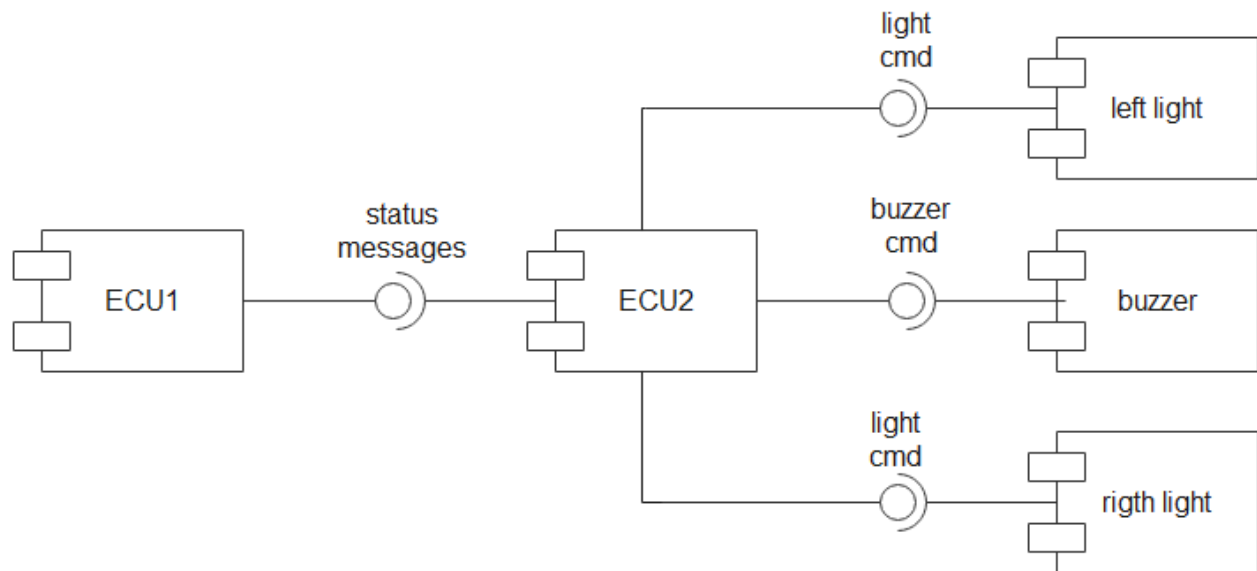 light
cmd
left light
status
messages
buzzer
cmd
ECU1
ECU2
buzzer
light
cmd
rigth light